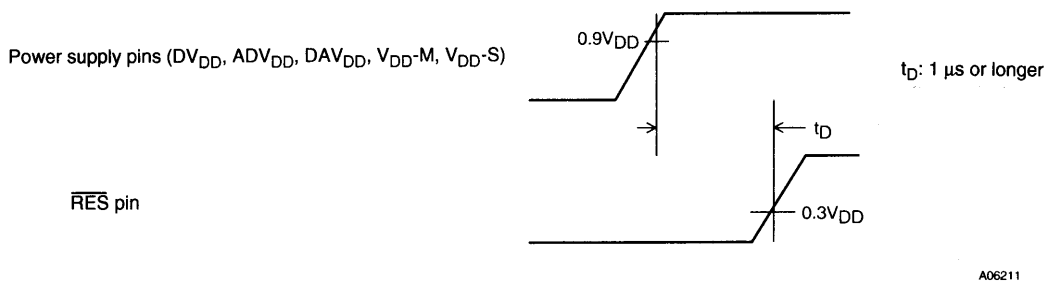 Power supply pins (DVDD, ADVDD, DAVDD, VDD-M, VDD-S)
0.9VDD
tD: 1 µs or longer
tD
RES pin
0.3VDD
A06211